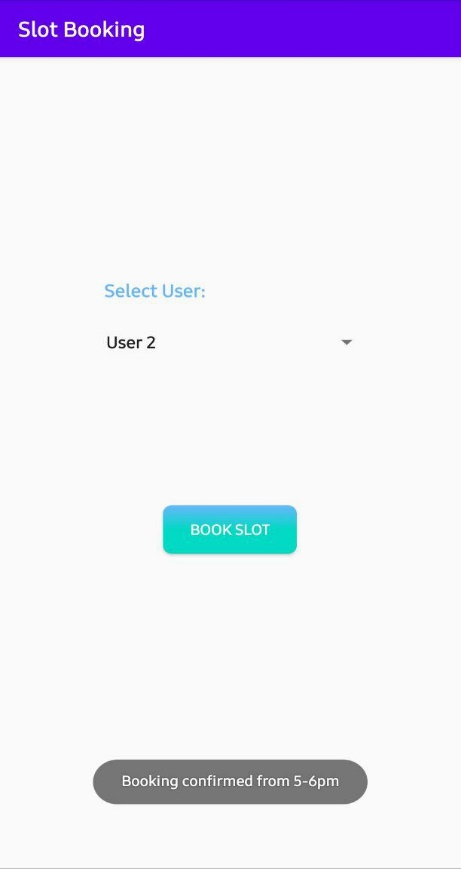 Slot Booking
Select User:
User 2
BOOK SLOT
Booking confirmed from 5-6pm